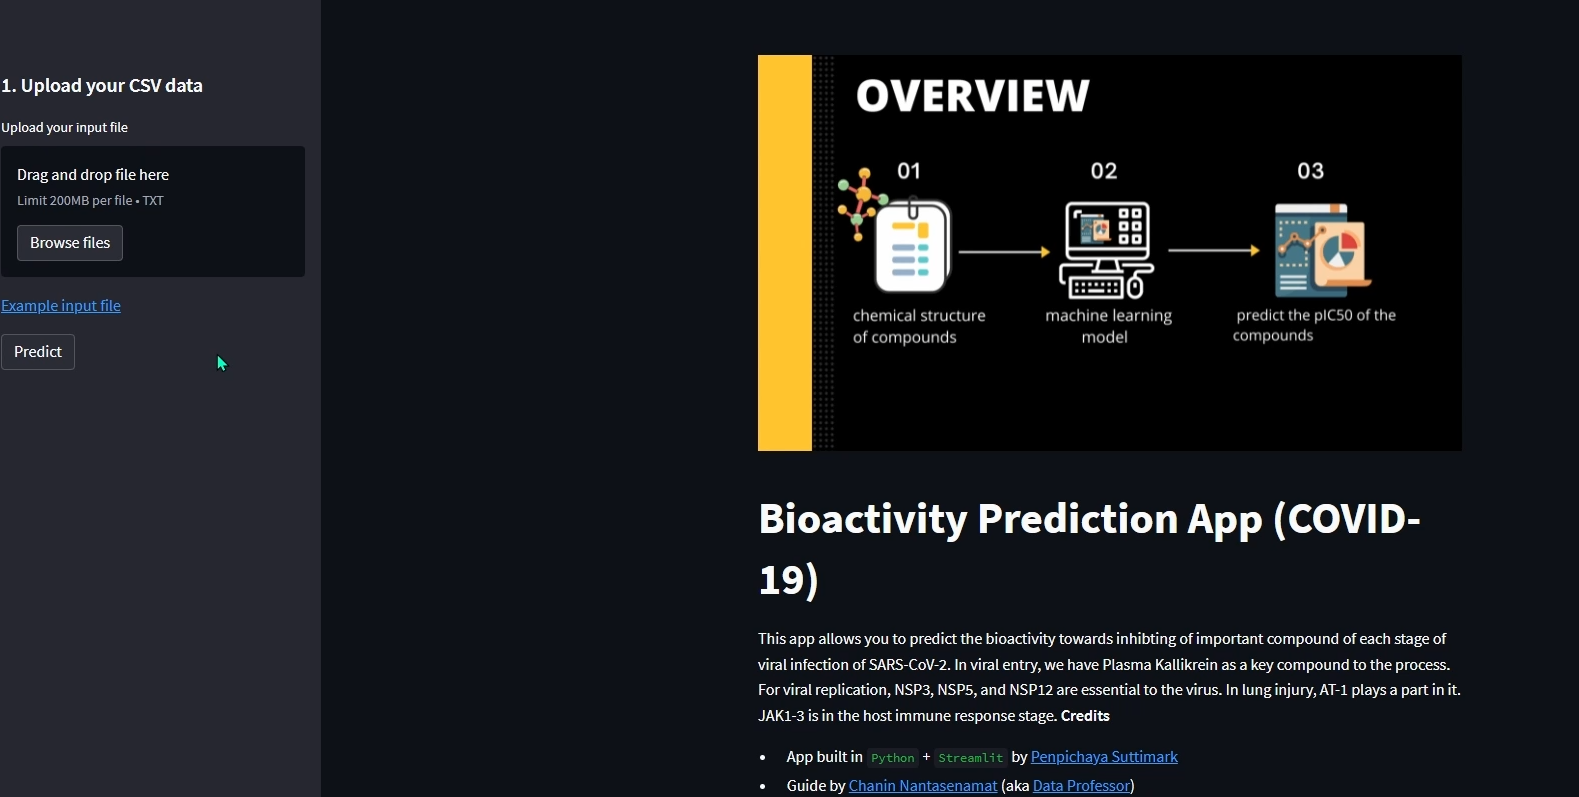 1. Upload your CSV data
Upload your input file
Drag and drop file here
Limit 200MB per file • TXT
Browse files
Example input file
Predict
OVERVIEW
01
02
03
chemical structure
of compounds
machine learning
model
predict the pIC50 of the
compounds
Bioactivity Prediction App (COVID-
19)
This app allows you to predict the bioactivity towards inhibting of important compound of each stage of
viral infection of SARS-CoV-2. In viral entry, we have Plasma Kallikrein as a key compound to the process.
For viral replication, NSP3, NSP5, and NSP12 are essential to the virus. In lung injury, AT-1 plays a part in it.
JAK1-3 is in the host immune response stage. Credits
• App built in Python + Streamlit by Penpichaya Suttimark
• Guide by Chanin Nantasenamat (aka Data Professor)